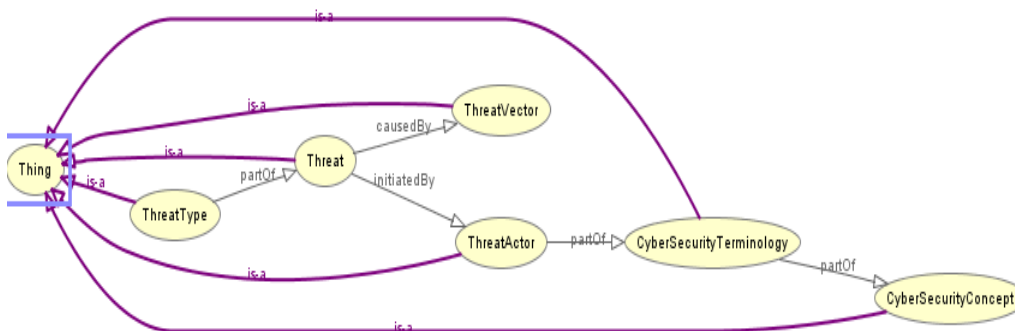 is-a
is-a
ThreatVector
causedBy
is-a
Threat
Thing
is-a
partOf
initiatedBy
ThreatType
ThreatActor
partOf
CyberSecurityTerminology
is-a
partOf
CyberSecurityConcept
is-a